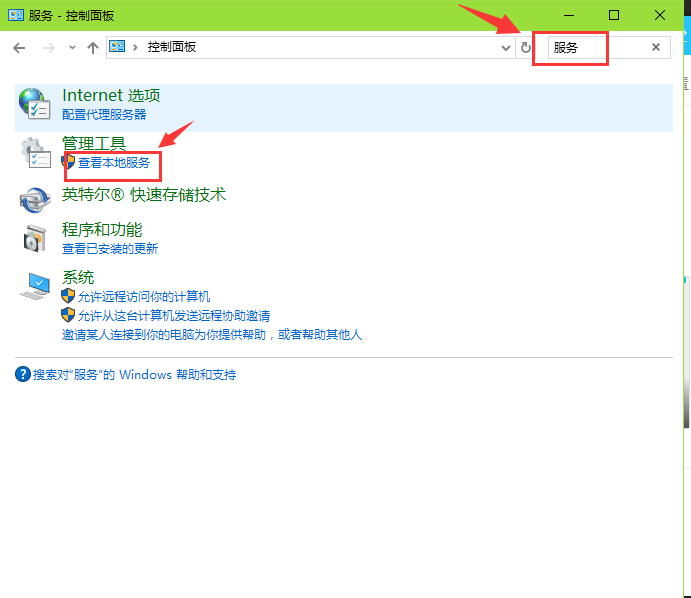 服务 - 控制面板
控制面板
服务
Internet 选项
配置代理服务器
管理工具
查看本地服务
英特尔® 快速存储技术
程序和功能
查看已安装的更新
系统
允许远程访问你的计算机
允许从这台计算机发送远程协助邀请
邀请某人连接到你的电脑为你提供帮助，或者帮助其他人
搜索对"服务"的 Windows 帮助和支持